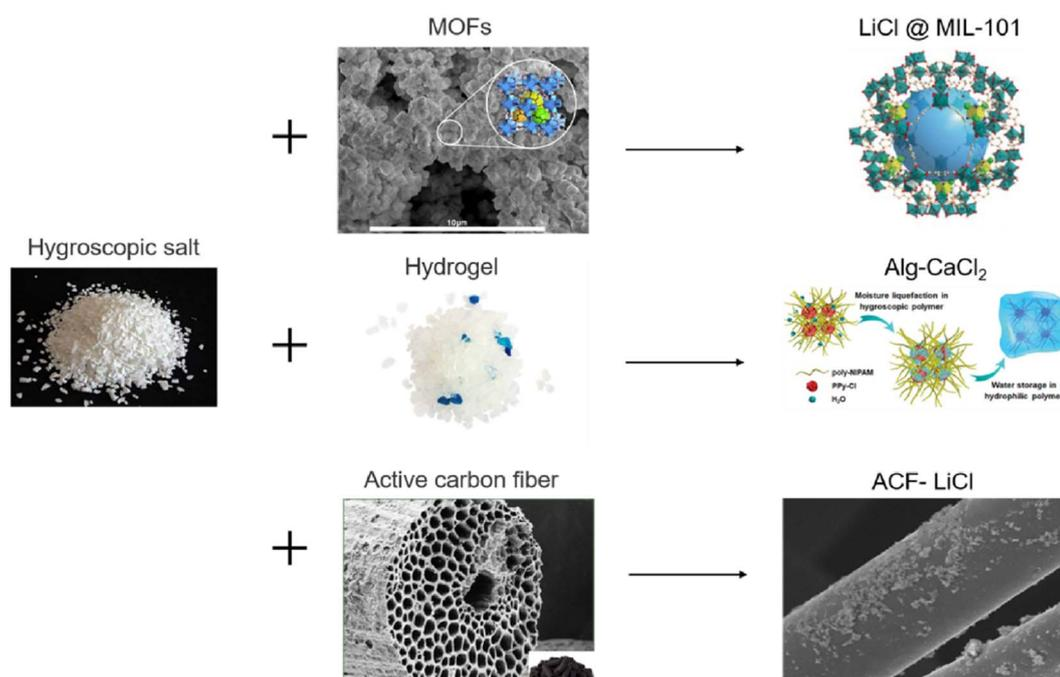 MOFs
LiCl @ MIL-101
+
10µm
Hygroscopic salt
Hydrogel
Alg-CaCl₂
+
Moisture liquefaction in
hygroscopic polymer
poly-NIPAM
PPy-Cl
H₂O
Water storage in
hydrophilic polyme
Active carbon fiber
ACF- LiCl
+